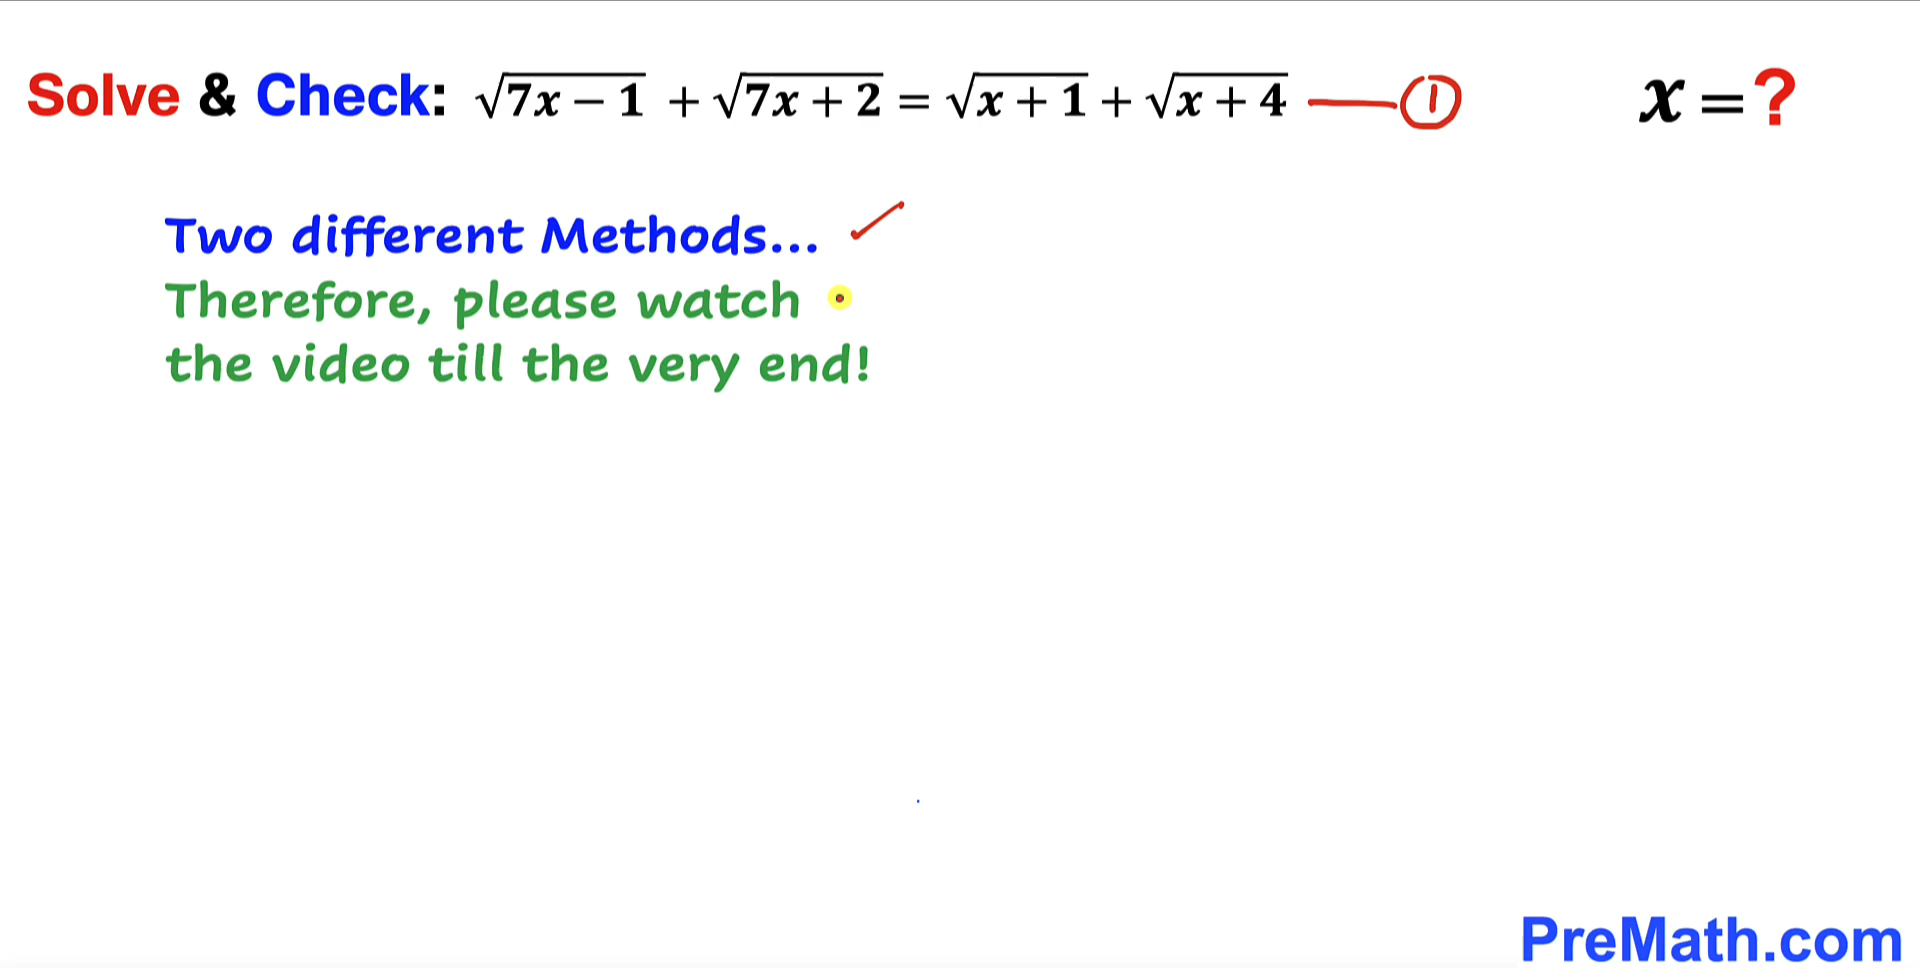 Solve & Check: √7x − 1 + √7x + 2 = √x + 1 + √x + 4 —① x = ?
Two different Methods...
Therefore, please watch
the video till the very end!
PreMath.com